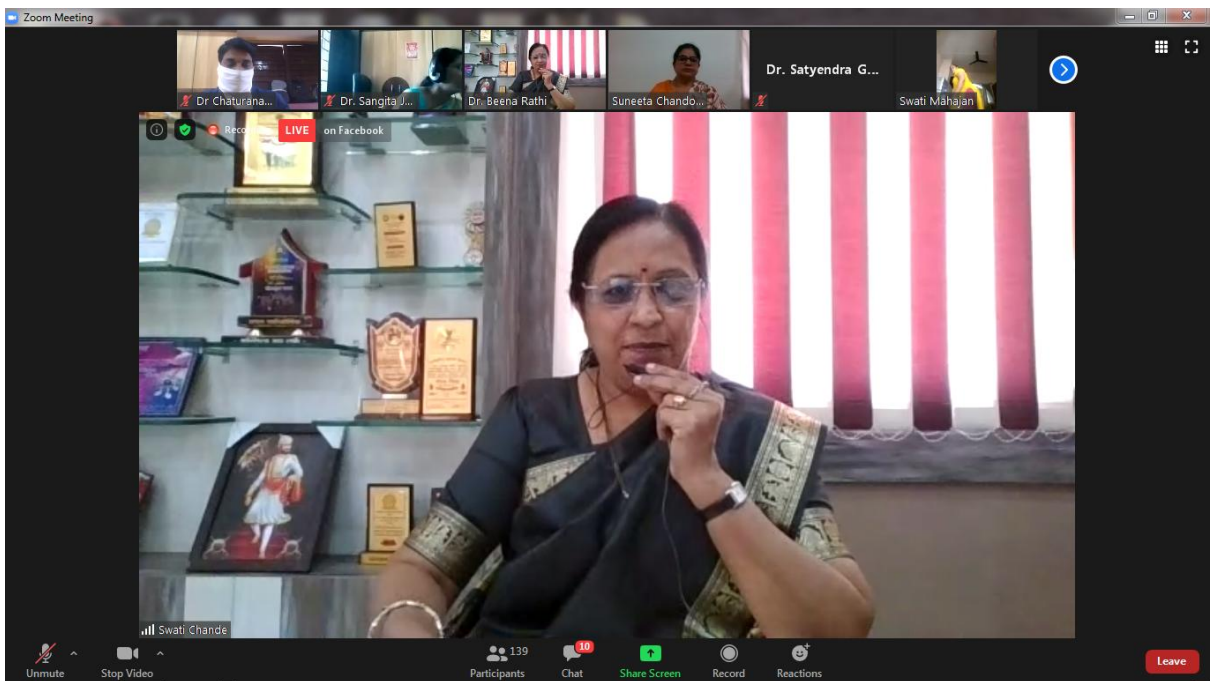 Zoom Meeting
Dr Chaturana...
Dr. Sangita J...
Dr. Beena Rathi
Suneeta Chando...
Dr. Satyendra G...
Swati Mahajan
LIVE on Facebook
Swati Chande
Unmute
Stop Video
139
Participants
10
Chat
Share Screen
Record
Reactions
Leave